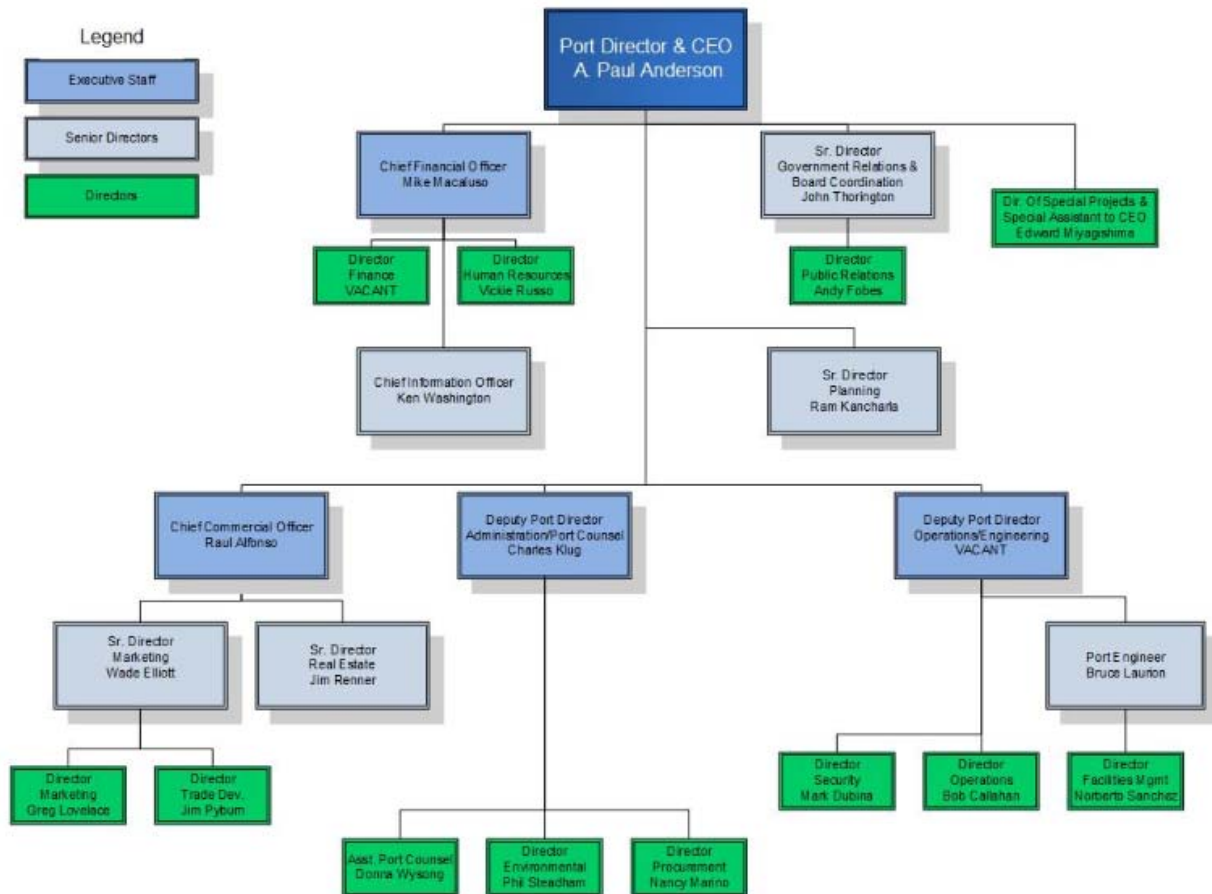 Legend
Executive Staff
Senior Directors
Directors
Port Director & CEO
A. Paul Anderson
Chief Financial Officer
Mike Macaluso
Sr. Director
Government Relations &
Board Coordination
John Thorington
Dir. Of Special Projects &
Special Assistant to CEO
Edward Miyagishima
Director
Finance
VACANT
Director
Human Resources
Vickie Russo
Director
Public Relations
Andy Fobes
Chief Information Officer
Ken Washington
Sr. Director
Planning
Ram Kancharla
Chief Commercial Officer
Raul Alfonso
Deputy Port Director
Administration/Port Counsel
Charles Klug
Deputy Port Director
Operations/Engineering
VACANT
Sr. Director
Marketing
Wade Elliott
Sr. Director
Real Estate
Jim Renner
Port Engineer
Bruce Laurion
Director
Marketing
Greg Lovelace
Director
Trade Dev.
Jim Pyburn
Director
Security
Mark Dubina
Director
Operations
Bob Callahan
Director
Facilities Mgmt
Norberto Sanchez
Asst. Port Counsel
Donna Wysong
Director
Environmental
Phil Steadham
Director
Procurement
Nancy Marino